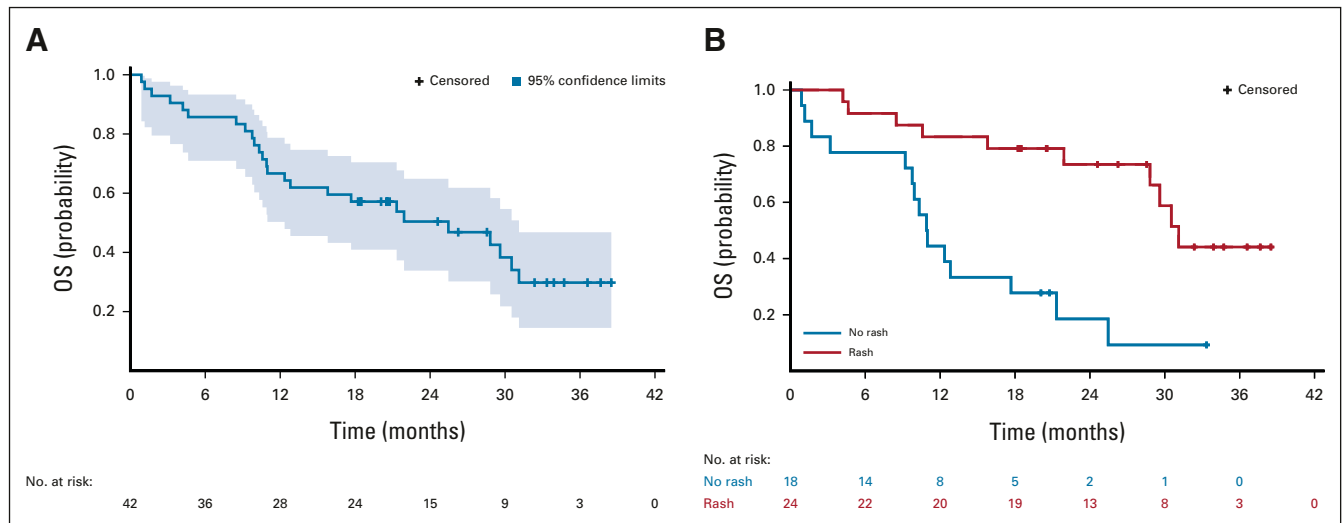 A
1.0
0.8
0.6
0.4
0.2
OS (probability)
+ Censored ■ 95% confidence limits
0 6 12 18 24 30 36 42
Time (months)
No. at risk:
42 36 28 24 15 9 3 0
B
1.0
0.8
0.6
0.4
0.2
OS (probability)
+ Censored
No rash
Rash
0 6 12 18 24 30 36 42
Time (months)
No. at risk:
No rash 18 14 8 5 2 1 0
Rash 24 22 20 19 13 8 3 0